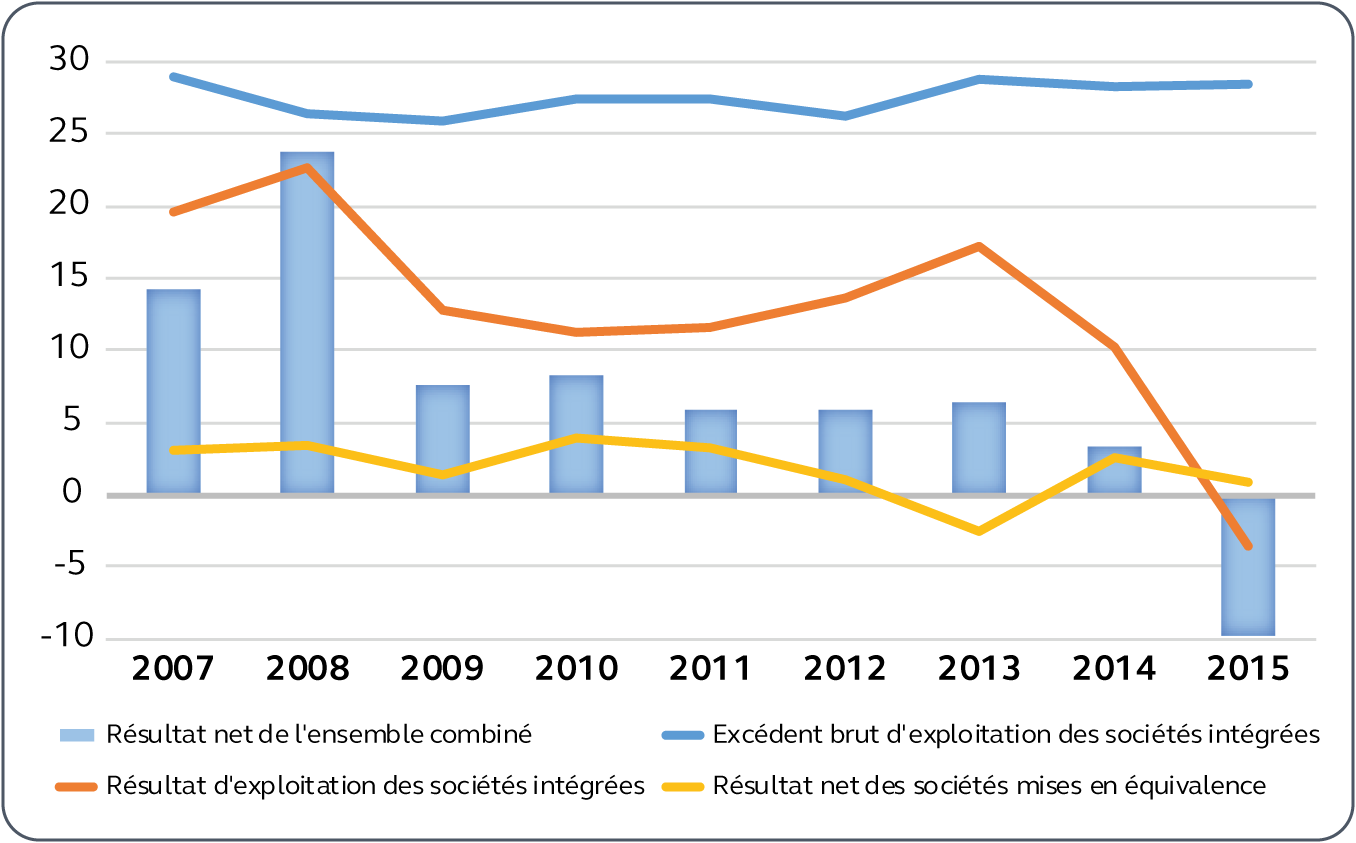 30
25
20
15
10
5
0
-5
-10
2007 2008 2009 2010 2011 2012 2013 2014 2015
Résultat net de l'ensemble combiné
Excédent brut d'exploitation des sociétés intégrées
Résultat d'exploitation des sociétés intégrées
Résultat net des sociétés mises en équivalence